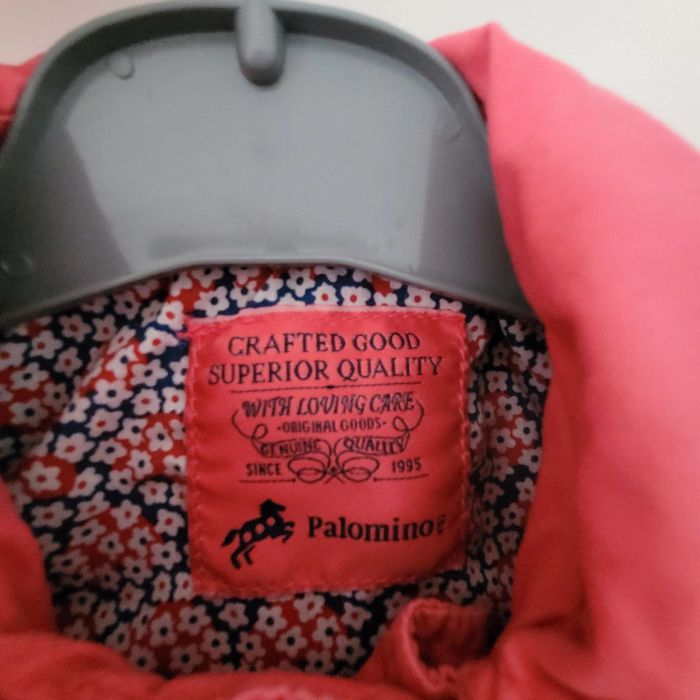 CRAFTED GOOD
SUPERIOR QUALITY
WITH LOVING CARE
-ORIGINAL GOODS-
GENUINE QUALITY
SINCE 1995
Palomino